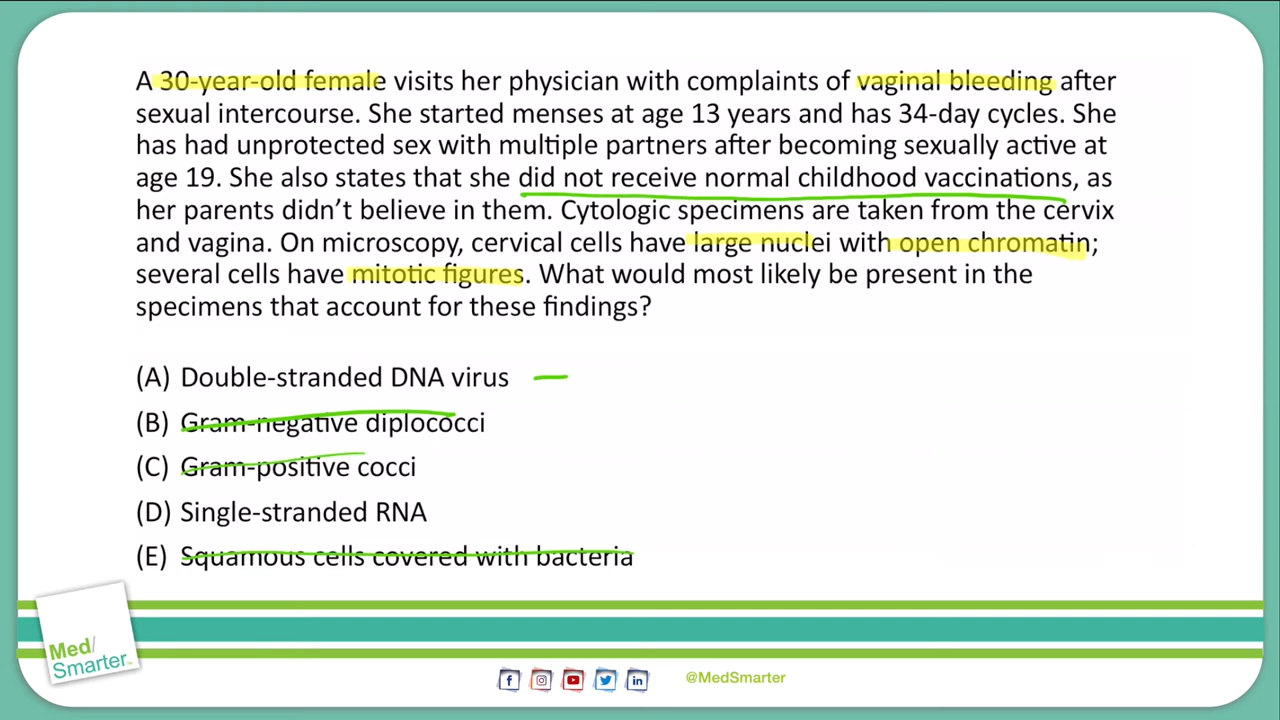 A 30-year-old female visits her physician with complaints of vaginal bleeding after
sexual intercourse. She started menses at age 13 years and has 34-day cycles. She
has had unprotected sex with multiple partners after becoming sexually active at
age 19. She also states that she did not receive normal childhood vaccinations, as
her parents didn't believe in them. Cytologic specimens are taken from the cervix
and vagina. On microscopy, cervical cells have large nuclei with open chromatin;
several cells have mitotic figures. What would most likely be present in the
specimens that account for these findings?
(A) Double-stranded DNA virus
(B) Gram-negative diplococci
(C) Gram-positive cocci
(D) Single-stranded RNA
(E) Squamous cells covered with bacteria
Med/
Smarter
@MedSmarter